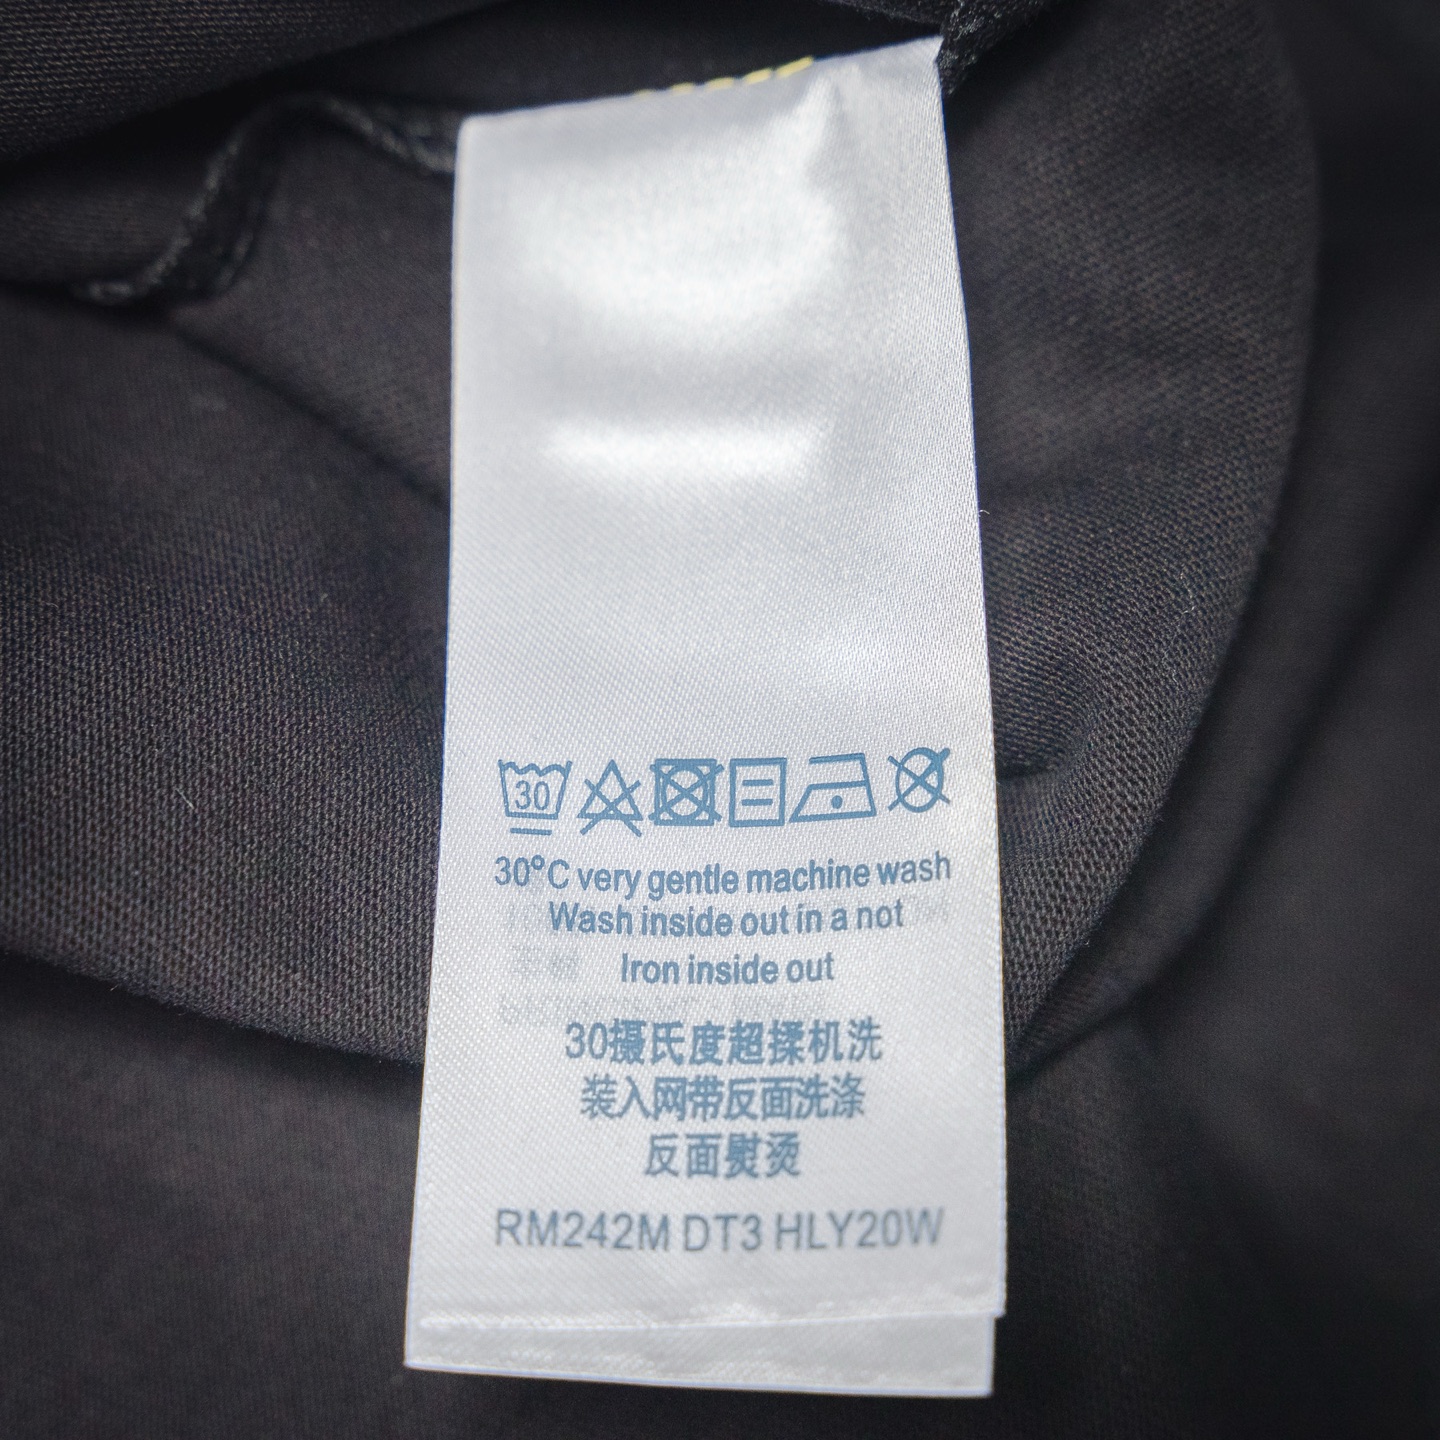 30
30°C very gentle machine wash
Wash inside out in a not
Iron inside out
30摄氏度超揉机洗
装入网带反面洗涤
反面熨烫
RM242M DT3 HLY20W